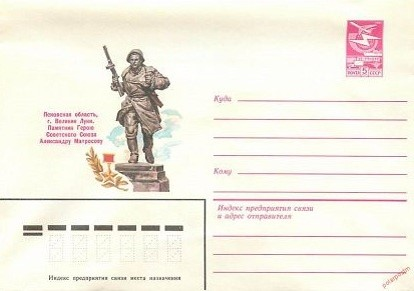 Псковская область,
г. Великие Луки.
Памятник Герою
Советского Союза
Александру Матросову
ПОЧТА СССР
Куда
Кому
Индекс предприятия связи
и адрес отправителя
Индекс предприятия связи места назначения